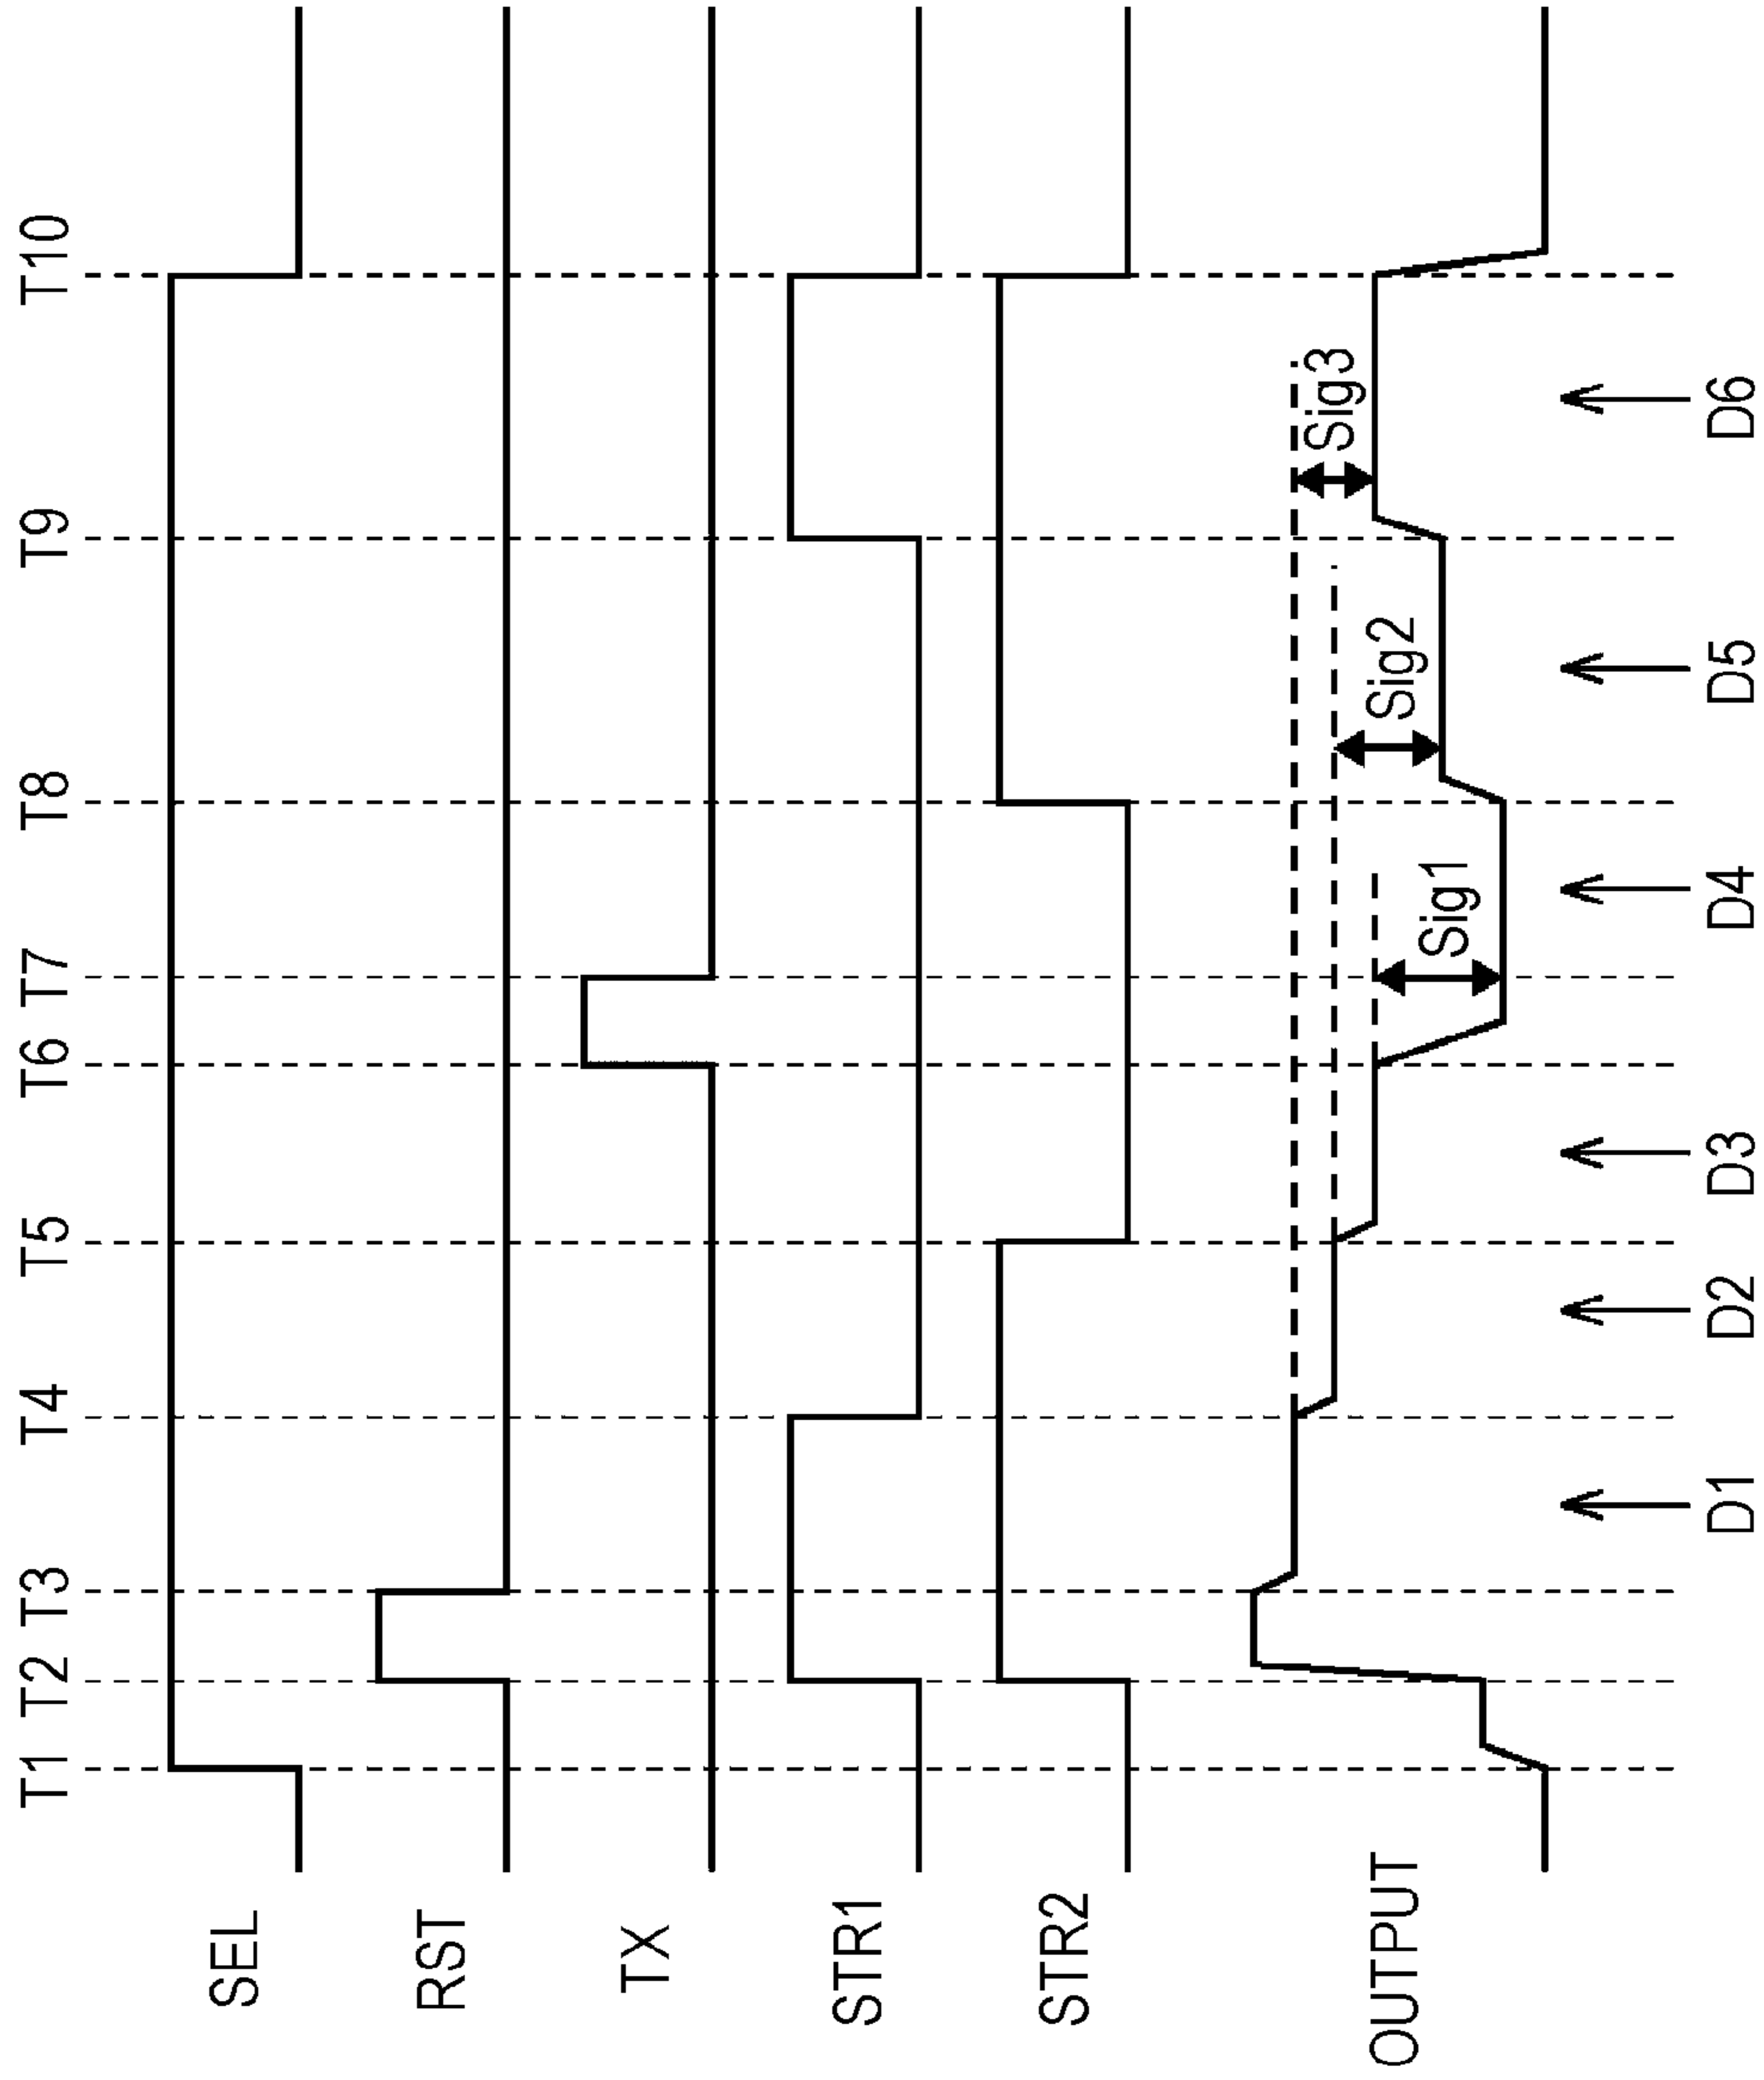 T1 T2 T3 T4 T5 T6 T7 T8 T9 T10
SEL
RST
TX
STR1
STR2
OUTPUT
Sig1
Sig2
Sig3
D1 D2 D3 D4 D5 D6